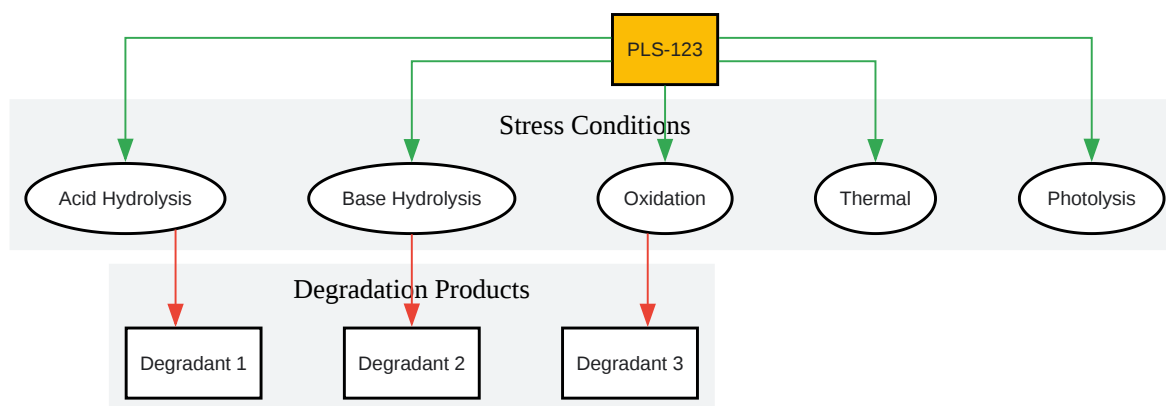 PLS-123
Stress Conditions
Acid Hydrolysis
Base Hydrolysis
Oxidation
Thermal
Photolysis
Degradation Products
Degradant 1
Degradant 2
Degradant 3